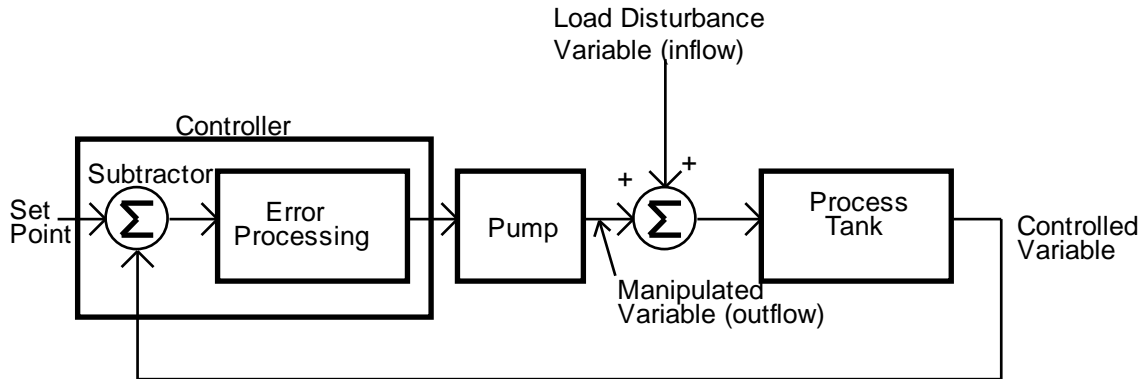 Load Disturbance
Variable (inflow)
Controller
Subtractor
+
+
Set
Point
Σ
Error
Processing
Pump
Σ
Process
Tank
Controlled
Variable
Manipulated
Variable (outflow)